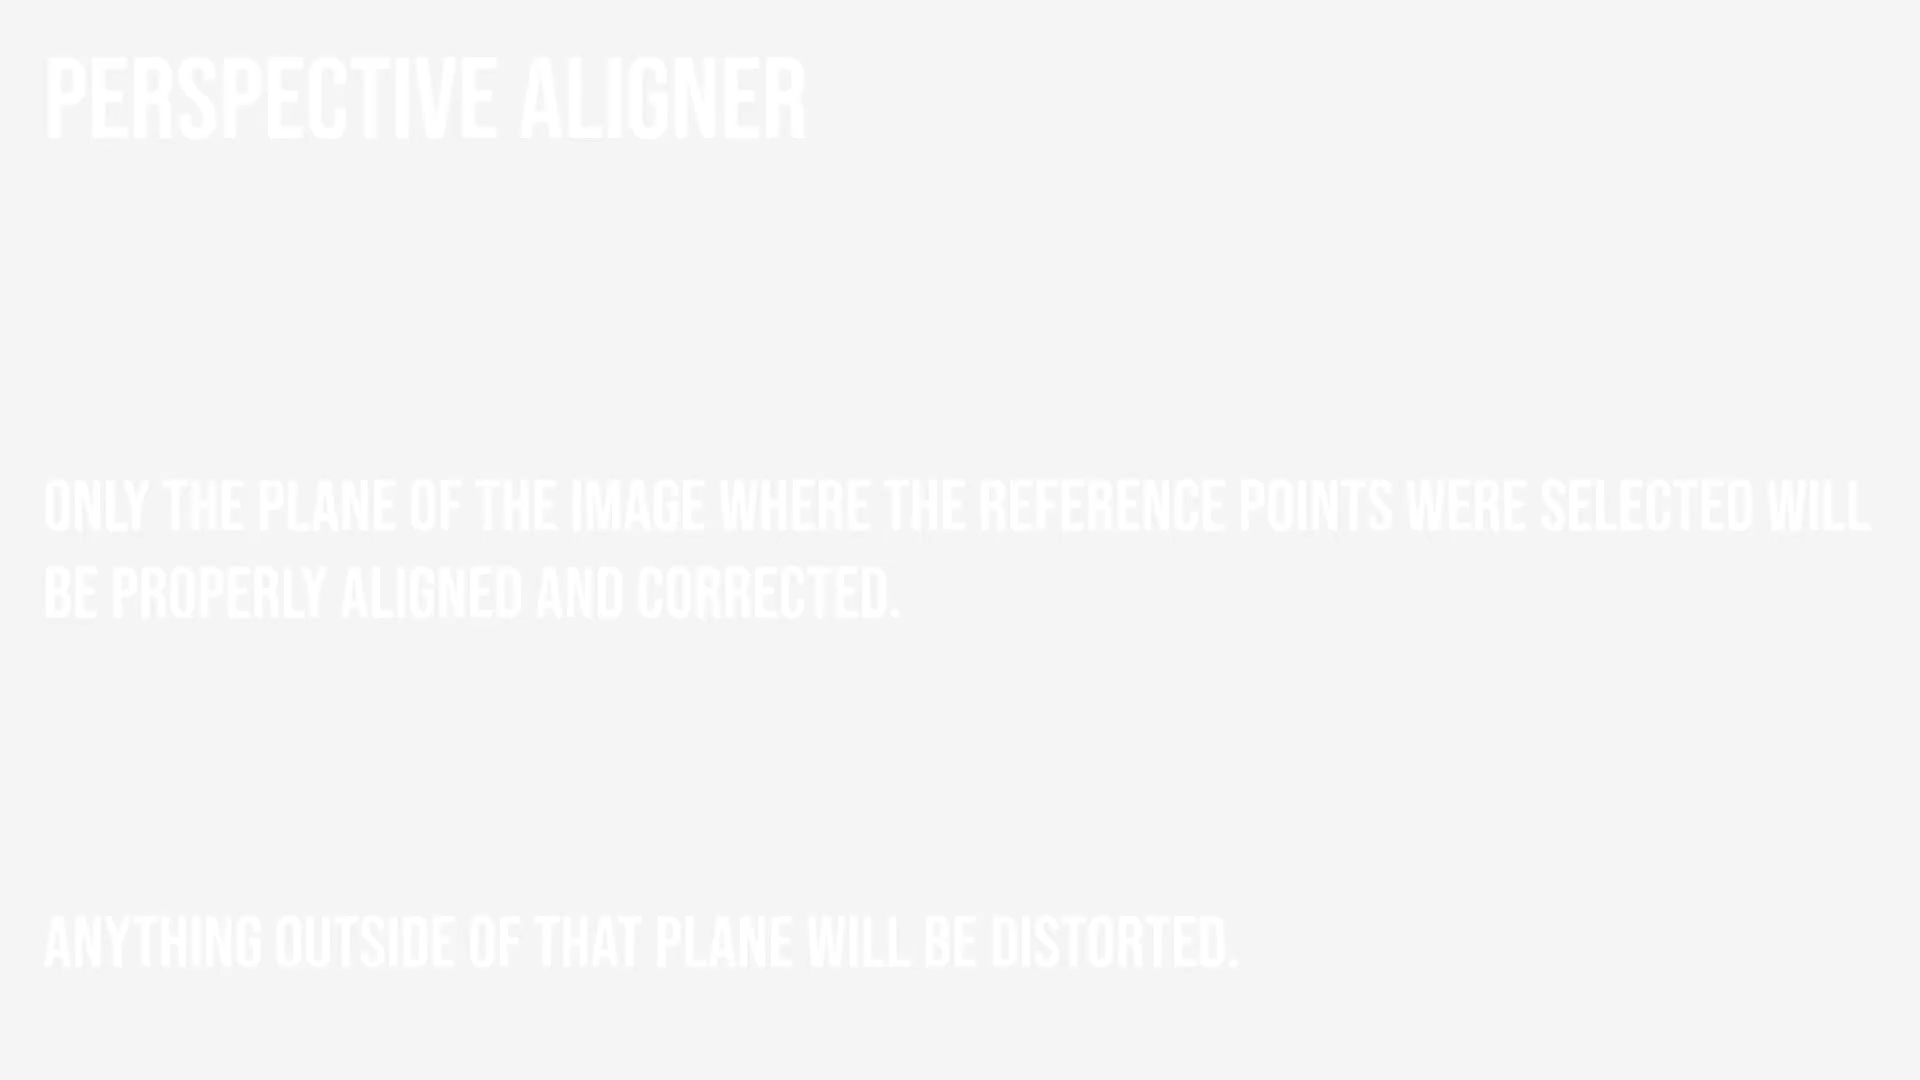 PERSPECTIVE ALIGNER
ONLY THE PLANE OF THE IMAGE WHERE THE REFERENCE POINTS WERE SELECTED WILL
BE PROPERLY ALIGNED AND CORRECTED.
ANYTHING OUTSIDE OF THAT PLANE WILL BE DISTORTED.